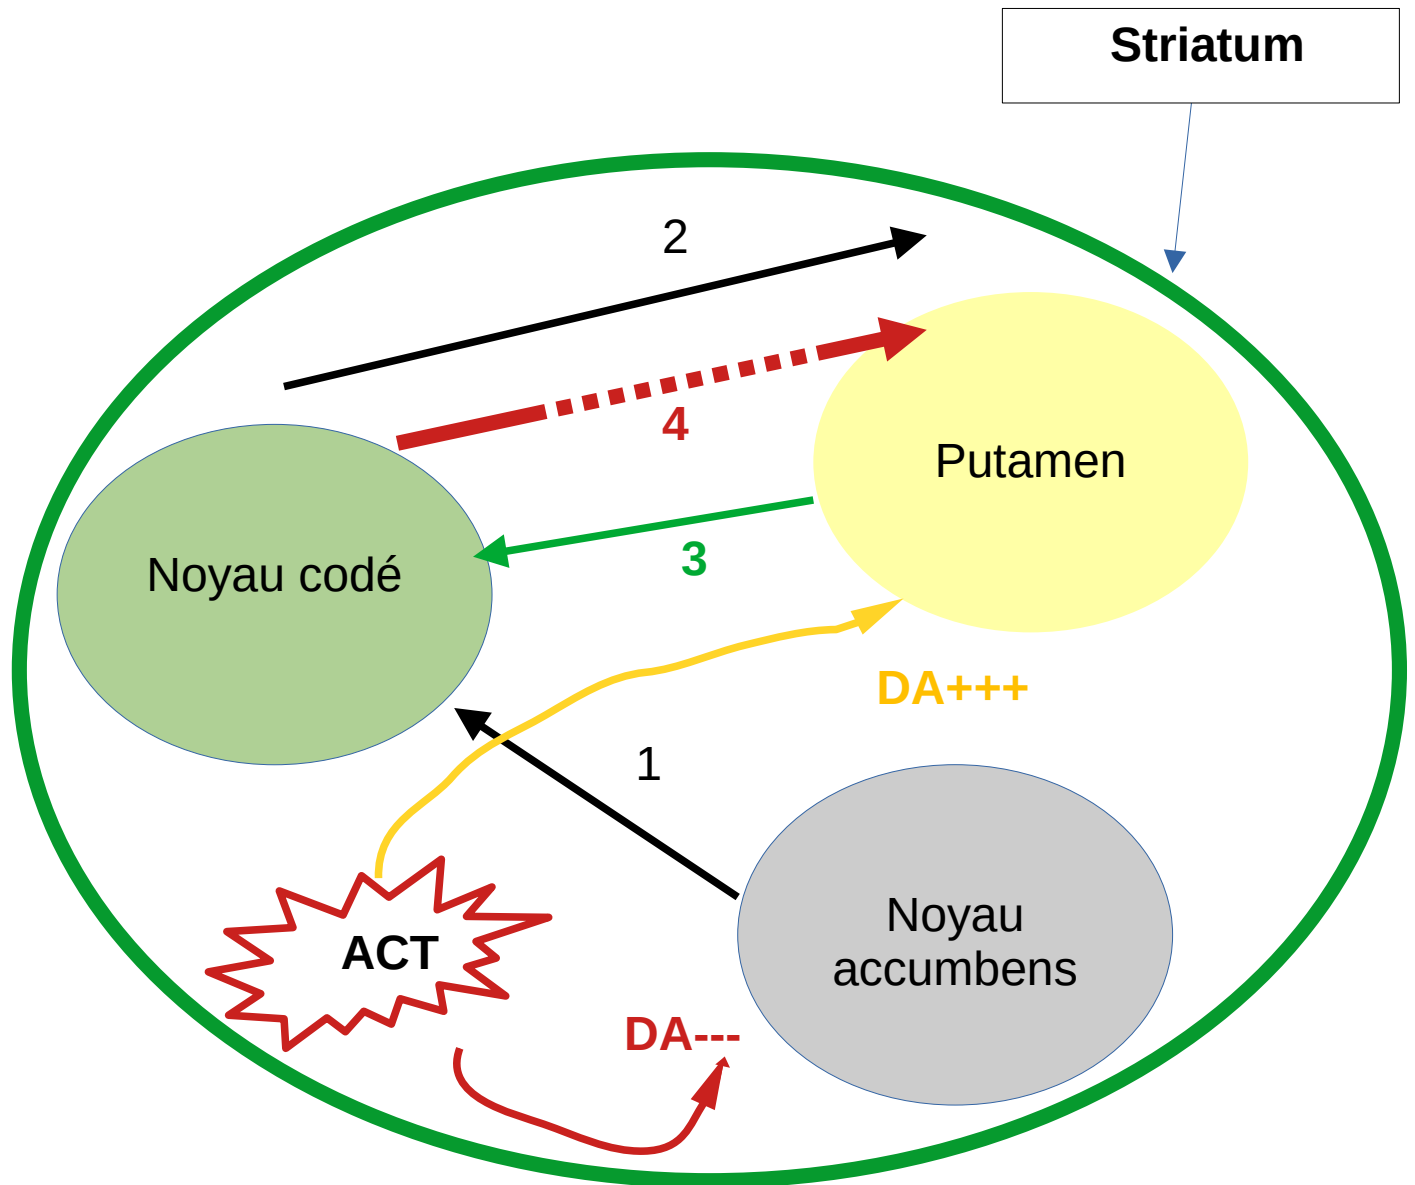 Striatum
2
4
Putamen
3
Noyau codé
DA+++
1
Noyau
accumbens
ACT
DA---